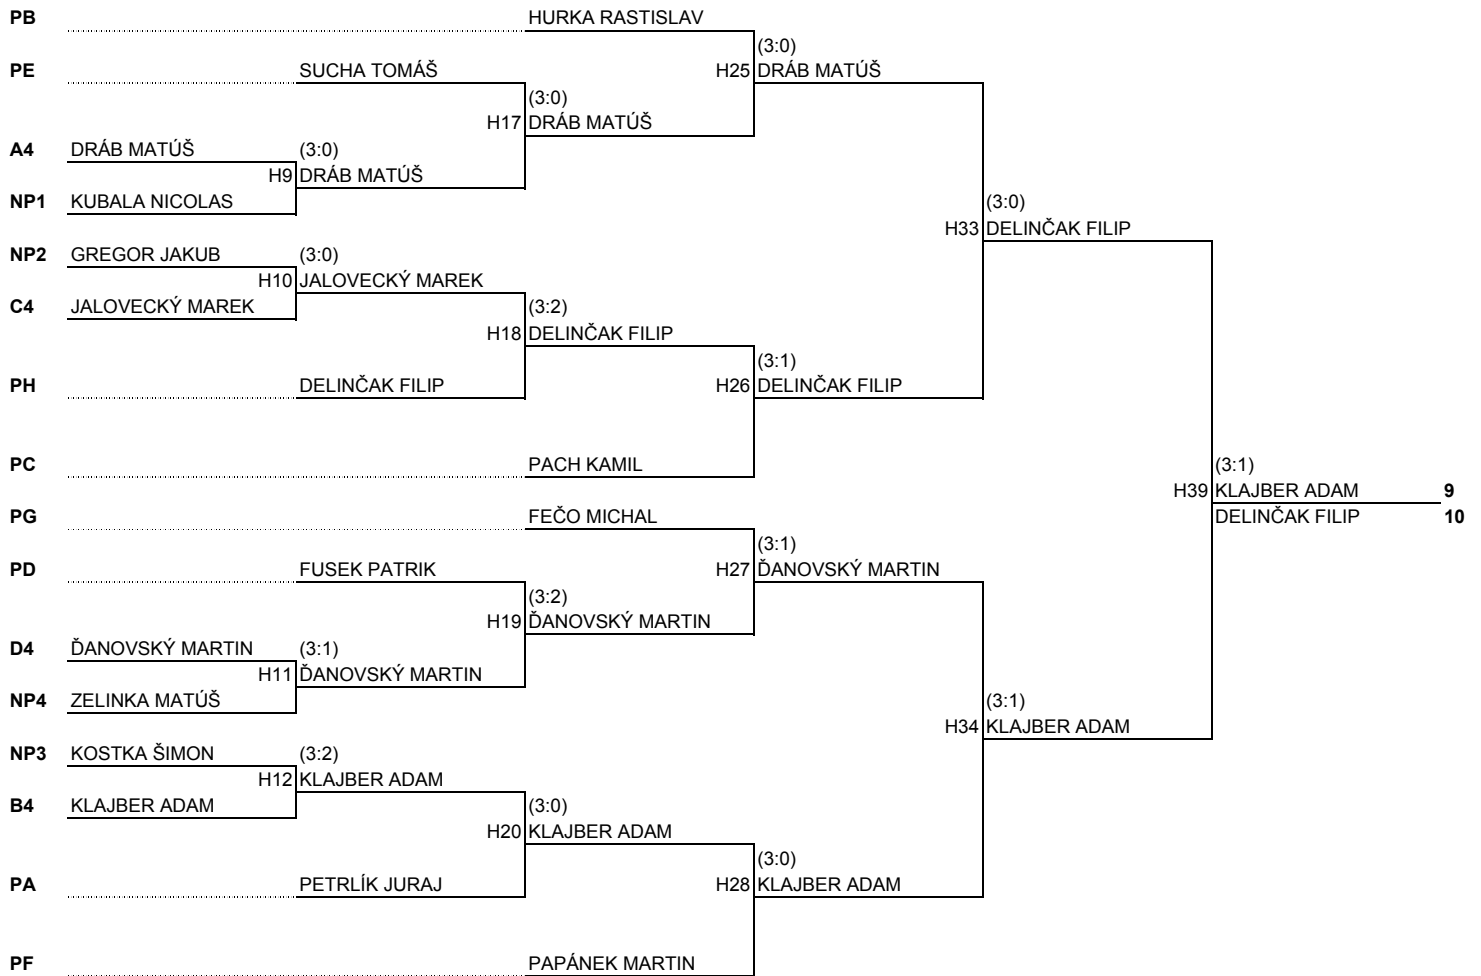 PB HURKA RASTISLAV
(3:0)
PE SUCHA TOMÁŠ H25 DRÁB MATÚŠ
(3:0)
H17 DRÁB MATÚŠ
A4 DRÁB MATÚŠ (3:0)
H9 DRÁB MATÚŠ
NP1 KUBALA NICOLAS (3:0)
H33 DELINČAK FILIP
NP2 GREGOR JAKUB (3:0)
H10 JALOVECKÝ MAREK
C4 JALOVECKÝ MAREK (3:2)
H18 DELINČAK FILIP
(3:1)
PH DELINČAK FILIP H26 DELINČAK FILIP
PC PACH KAMIL (3:1)
H39 KLAJBER ADAM 9
PG FEČO MICHAL DELINČAK FILIP 10
(3:1)
PD FUSEK PATRIK H27 ĎANOVSKÝ MARTIN
(3:2)
H19 ĎANOVSKÝ MARTIN
D4 ĎANOVSKÝ MARTIN (3:1)
H11 ĎANOVSKÝ MARTIN
NP4 ZELINKA MATÚŠ (3:1)
H34 KLAJBER ADAM
NP3 KOSTKA ŠIMON (3:2)
H12 KLAJBER ADAM
B4 KLAJBER ADAM (3:0)
H20 KLAJBER ADAM
(3:0)
PA PETRLÍK JURAJ H28 KLAJBER ADAM
PF PAPÁNEK MARTIN